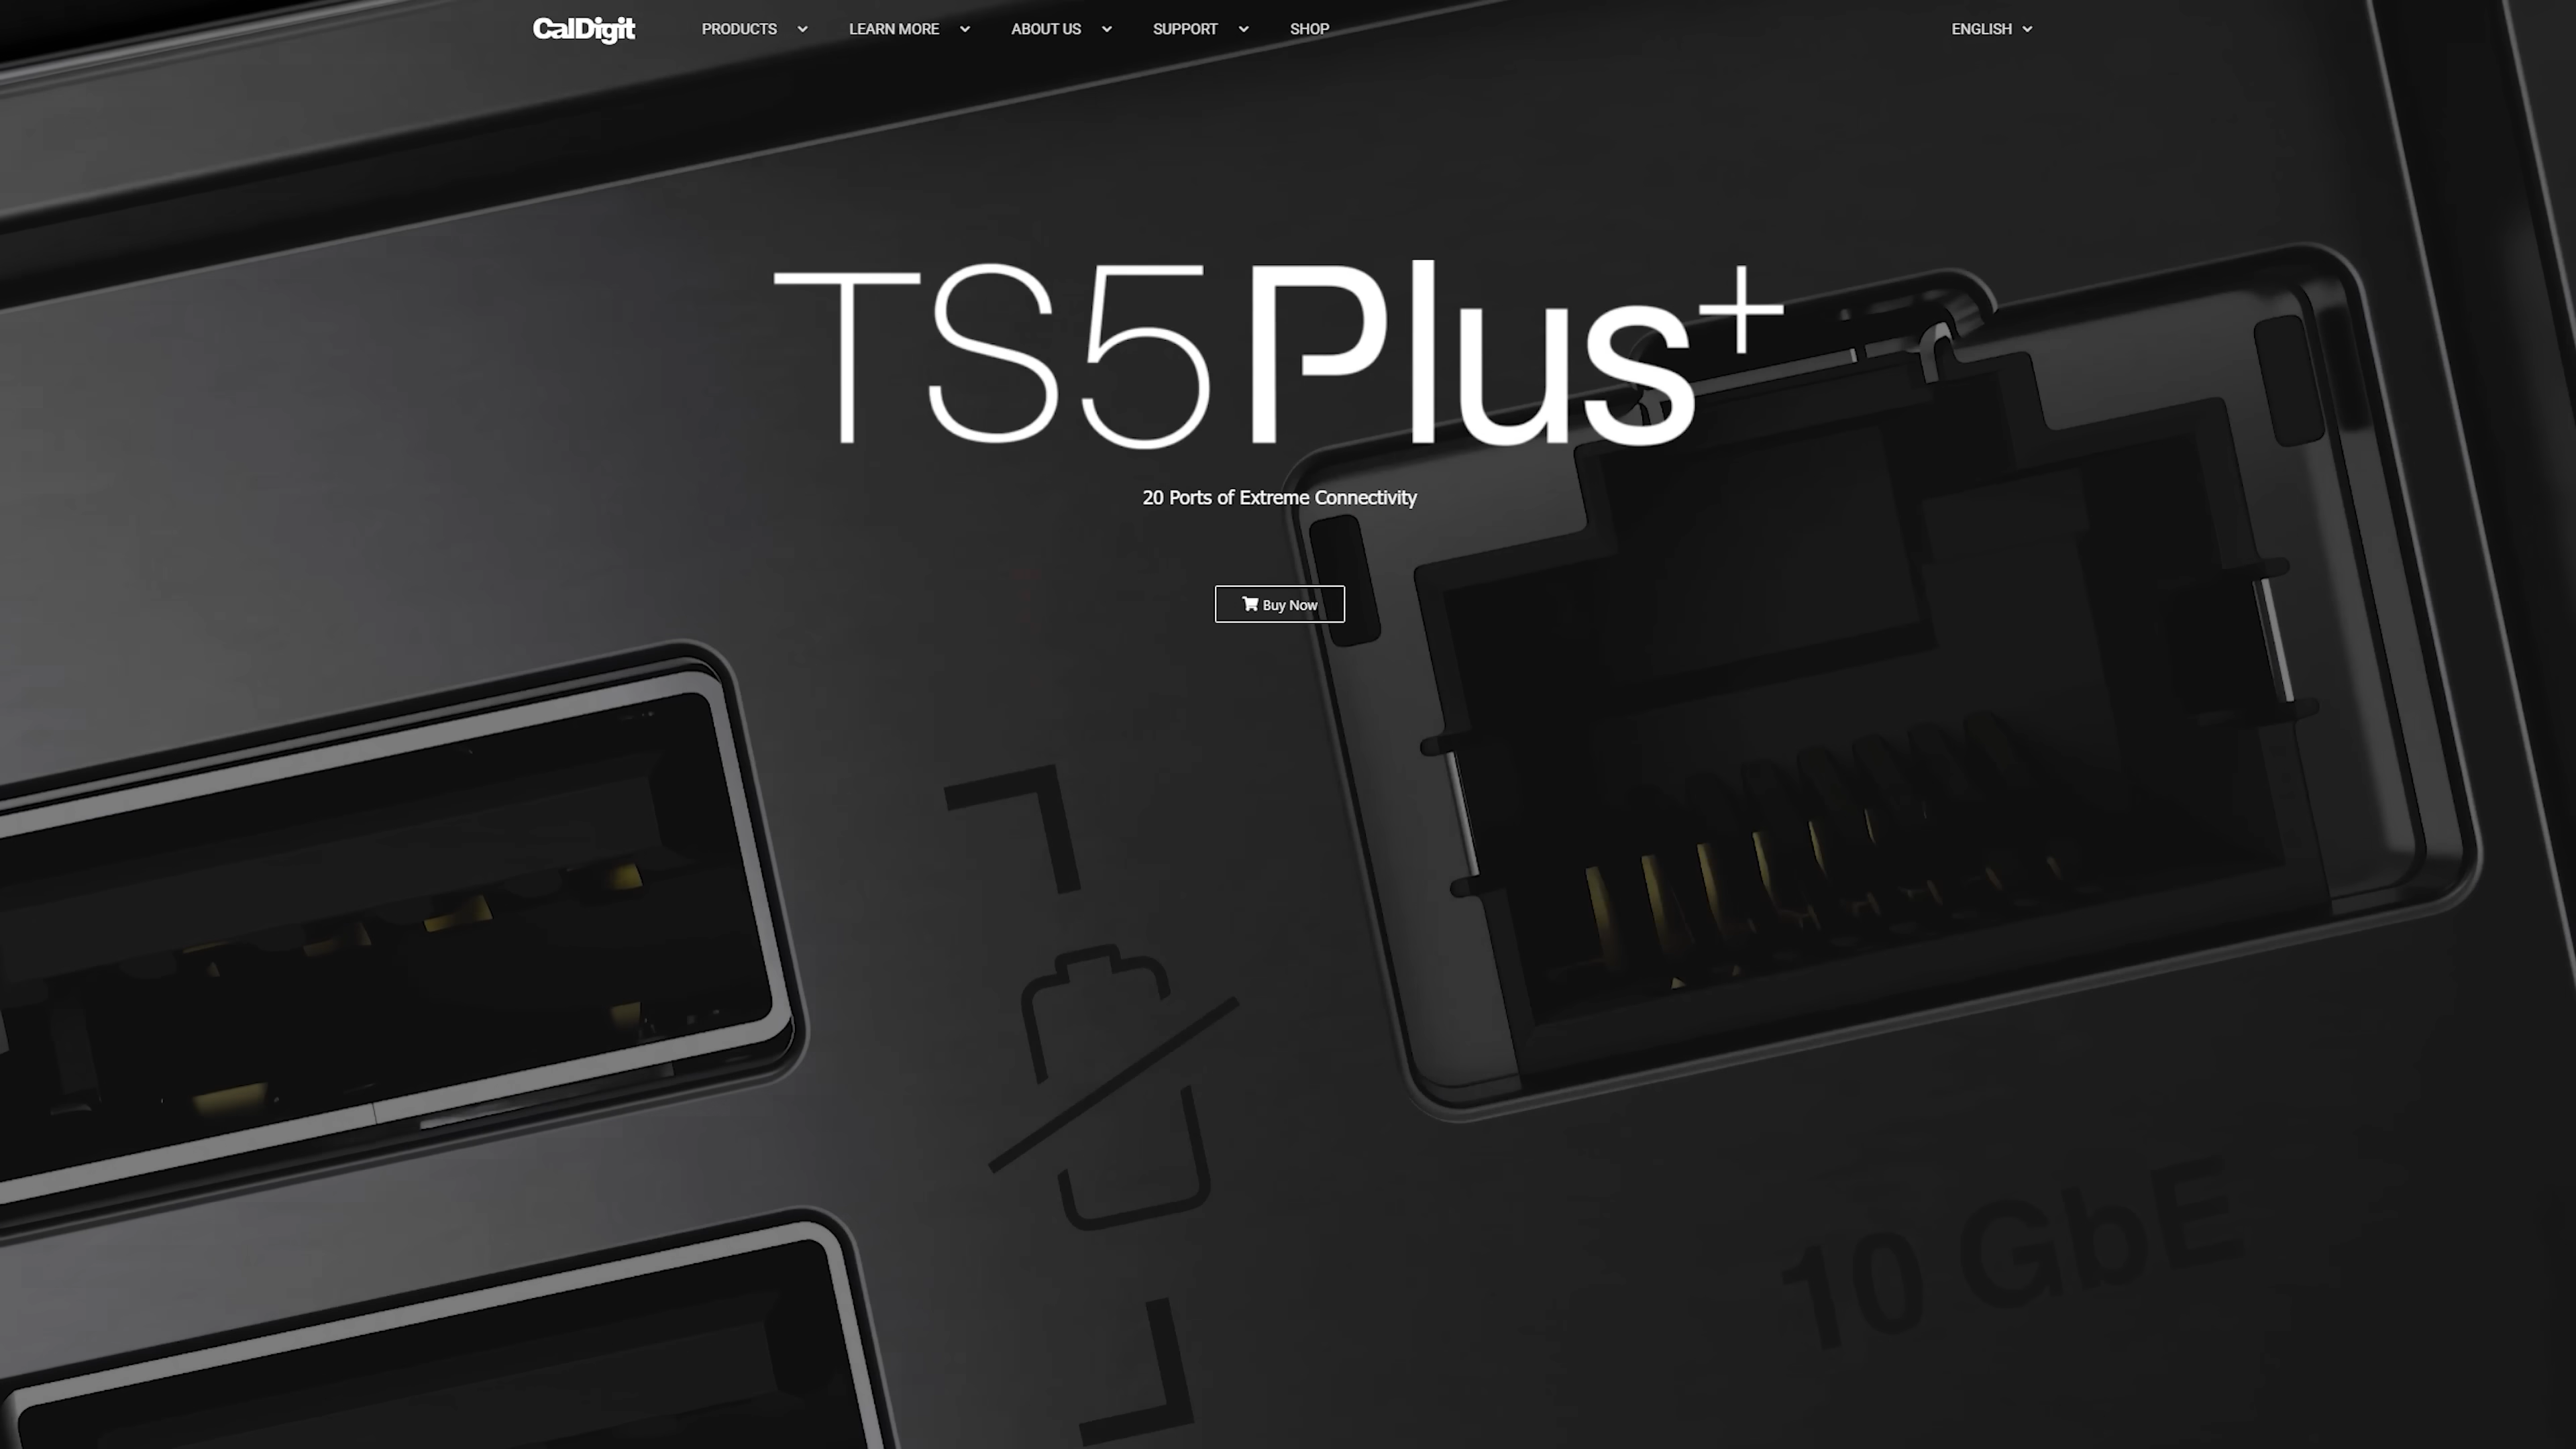 CalDigit PRODUCTS LEARN MORE ABOUT US SUPPORT SHOP ENGLISH
TS5 Plus+
20 Ports of Extreme Connectivity
Buy Now
10 GbE